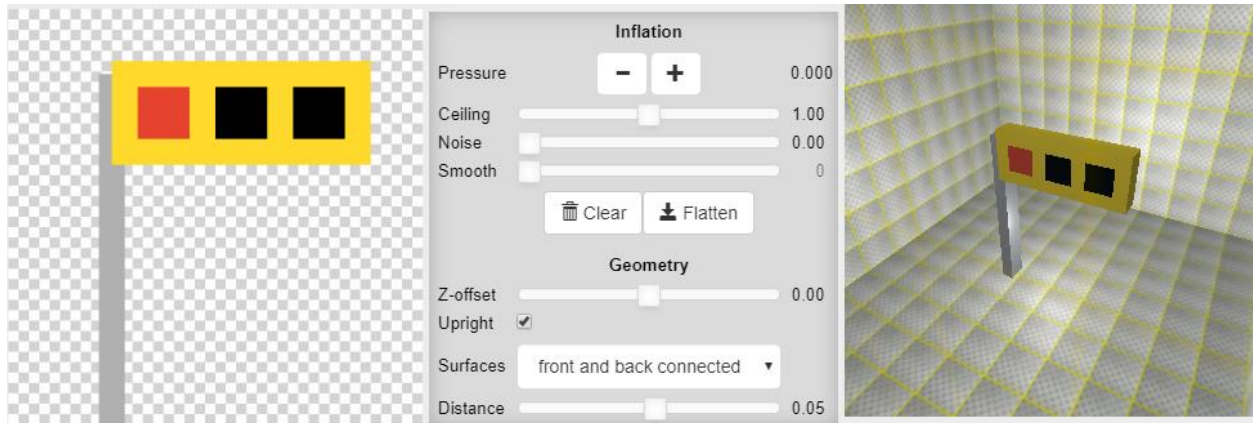 Inflation
Pressure - + 0.000
Ceiling 1.00
Noise 0.00
Smooth 0
Clear Flatten
Geometry
Z-offset 0.00
Upright
Surfaces front and back connected
Distance 0.05